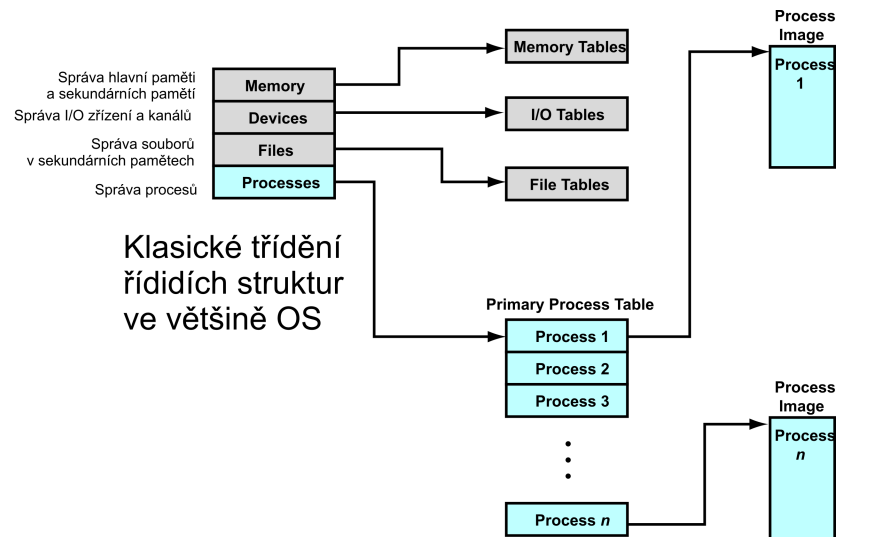 Process
Image
Process
1
Memory Tables
Správa hlavní paměti
a sekundárních pamětí
Memory
Správa I/O zřízení a kanálů
Devices
I/O Tables
Správa souborů
v sekundárních pamětech
Files
File Tables
Správa procesů
Processes
Klasické třídění
řídidích struktur
ve většině OS
Primary Process Table
Process 1
Process 2
Process 3
Process n
Process
Image
Process
n